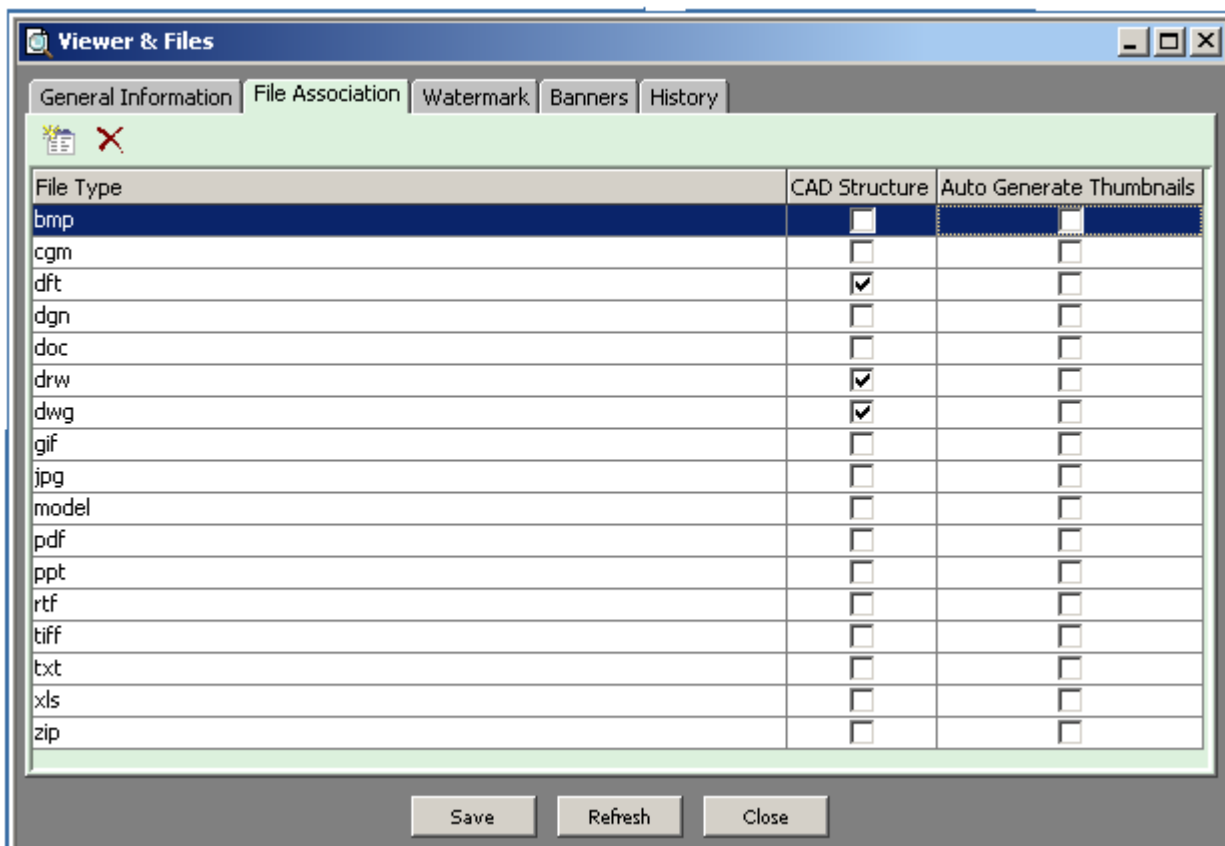 Viewer & Files
General Information File Association Watermark Banners History
File Type CAD Structure Auto Generate Thumbnails
bmp
cgm
dft
dgn
doc
drw
dwg
gif
jpg
model
pdf
ppt
rtf
tiff
txt
xls
zip
Save Refresh Close